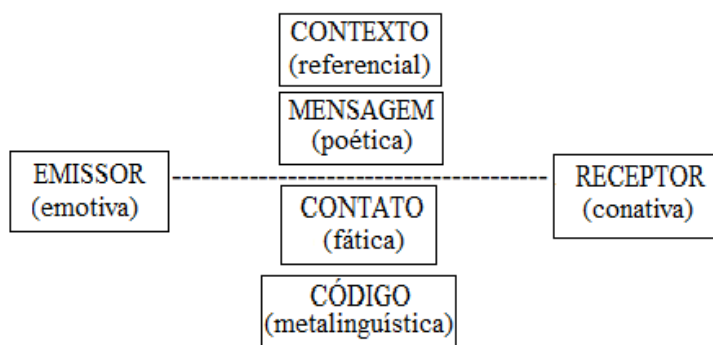 CONTEXTO
(referencial)
MENSAGEM
(poética)
EMISSOR
(emotiva)
RECEPTOR
(conativa)
CONTATO
(fática)
CÓDIGO
(metalinguística)